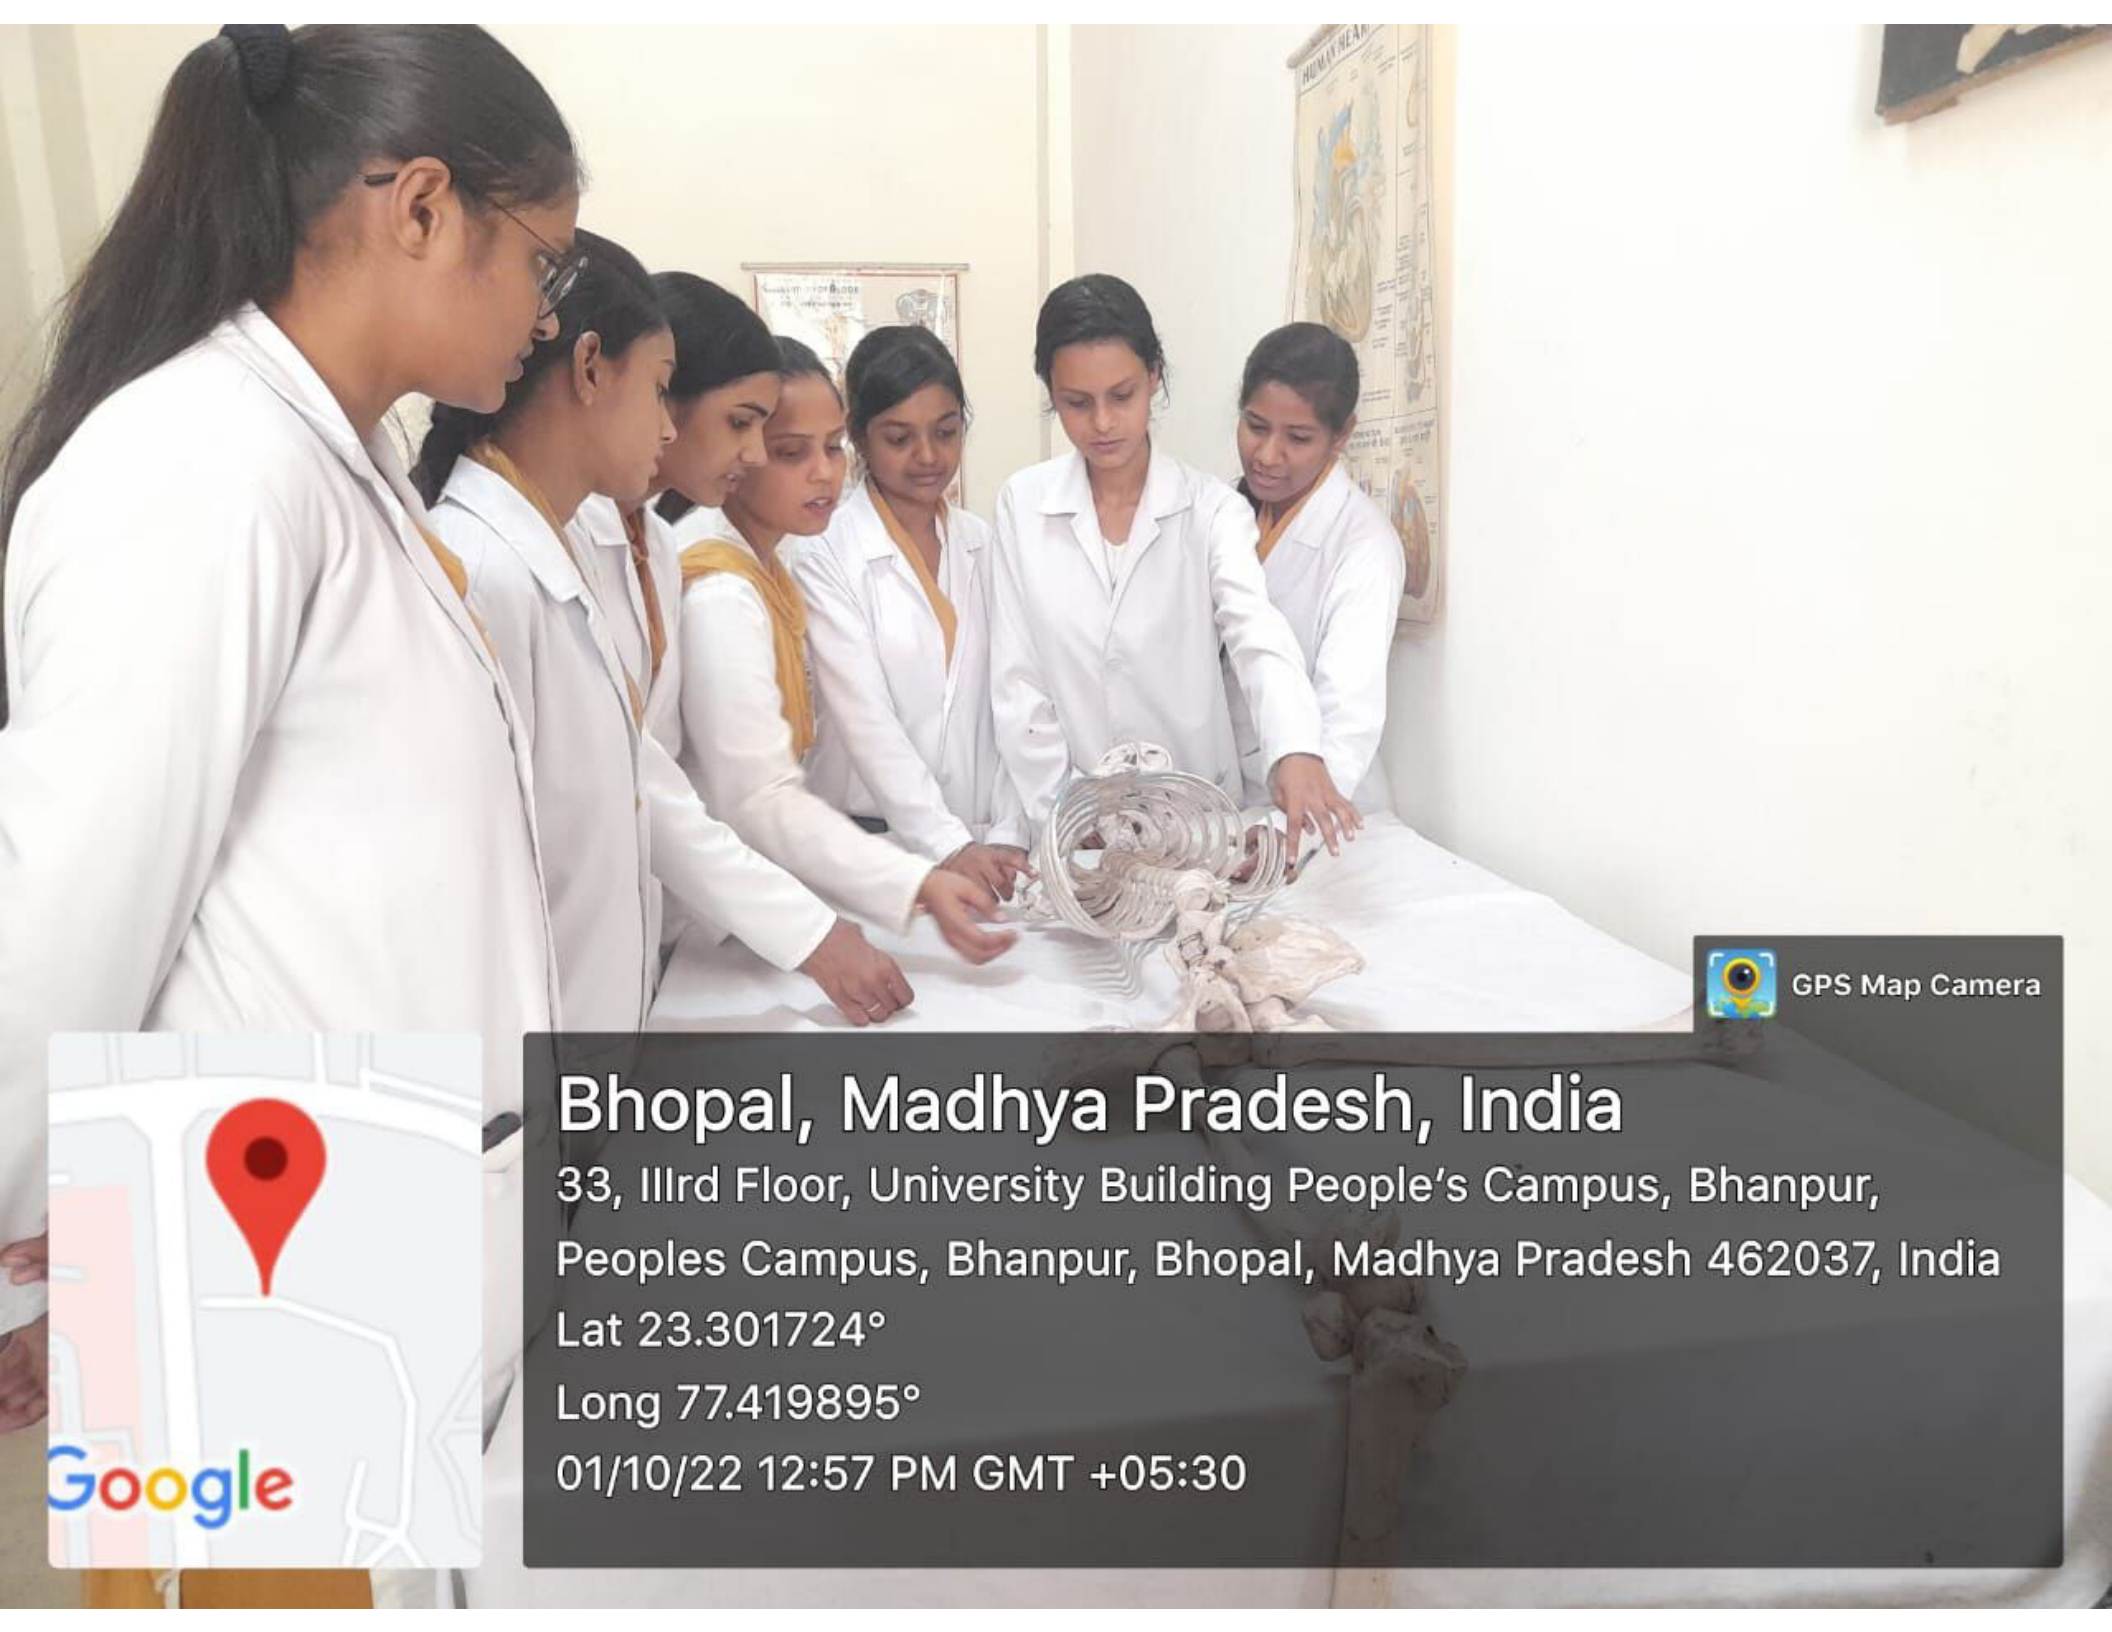 HUMAN HEAR
GPS Map Camera
Bhopal, Madhya Pradesh, India
33, IIIrd Floor, University Building People's Campus, Bhanpur,
Peoples Campus, Bhanpur, Bhopal, Madhya Pradesh 462037, India
Lat 23.301724°
Long 77.419895°
01/10/22 12:57 PM GMT +05:30
Google